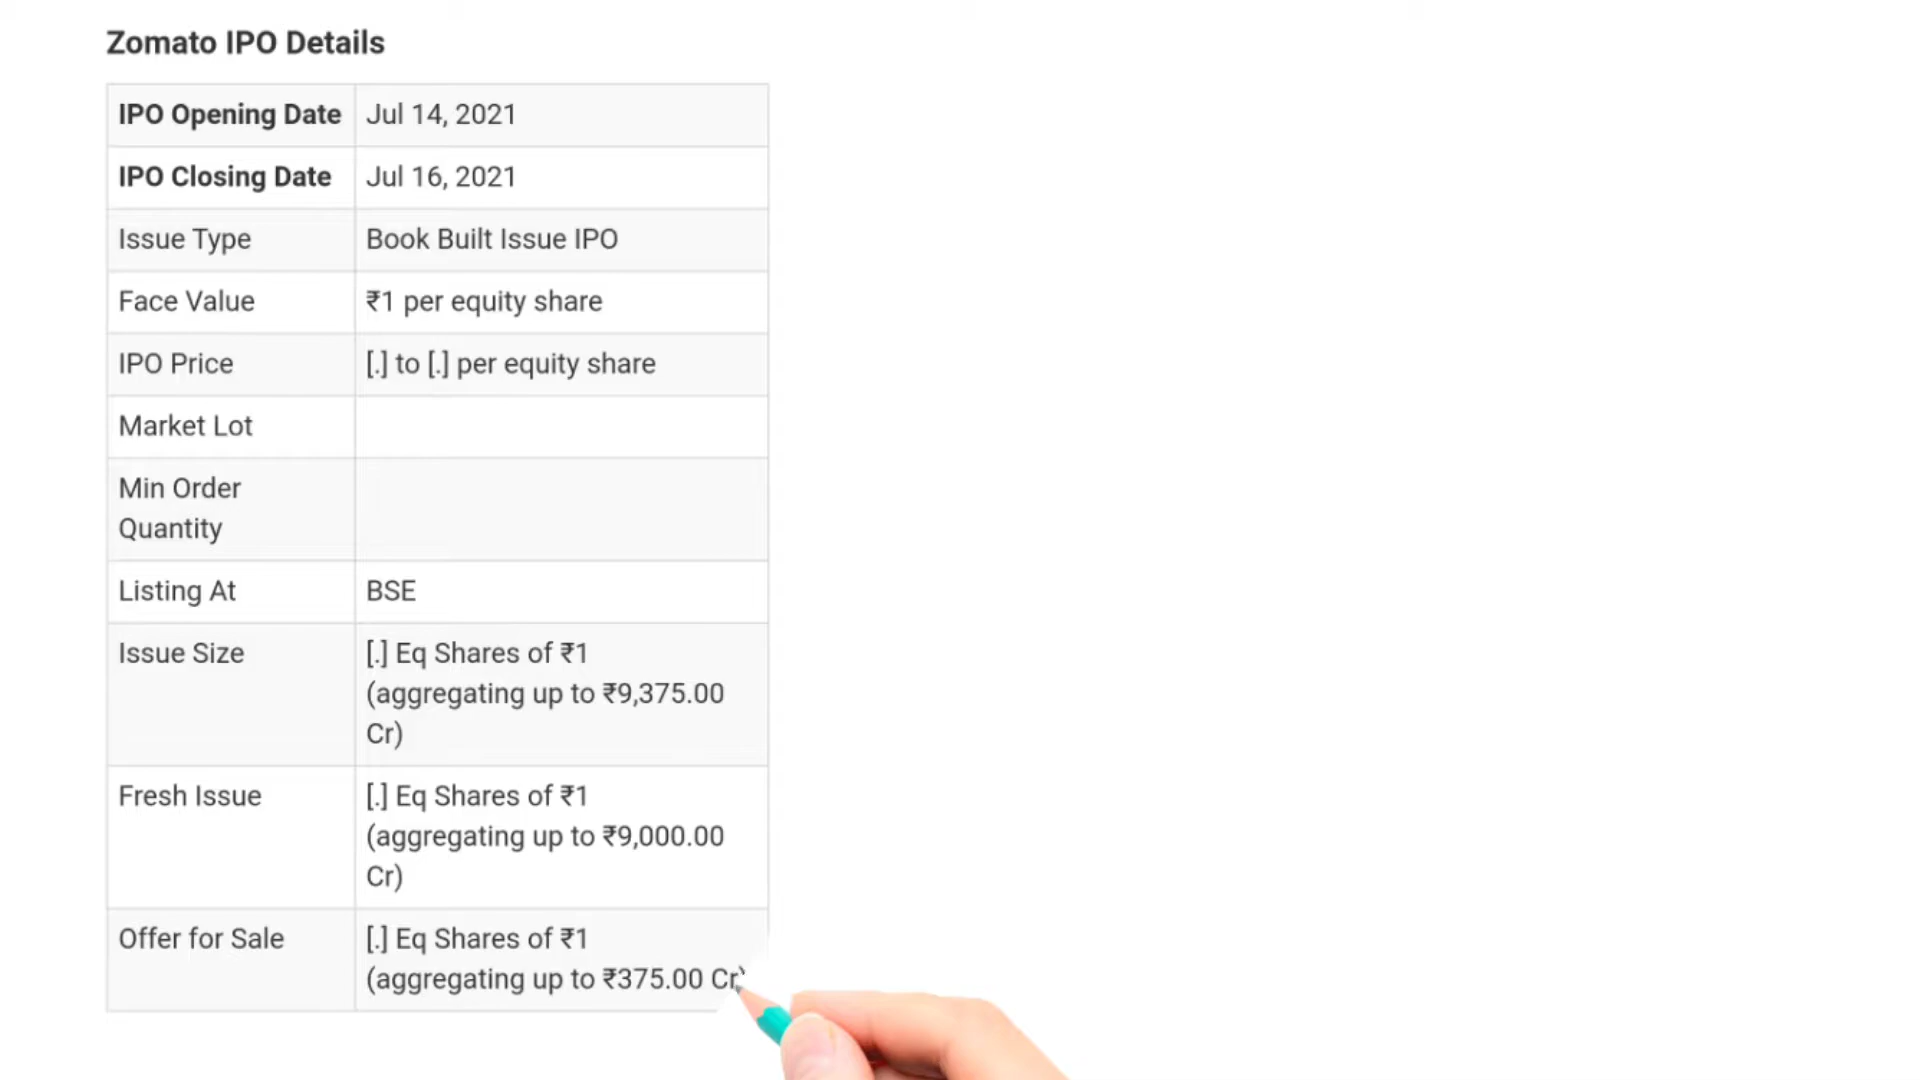 Zomato IPO Details
IPO Opening Date Jul 14, 2021
IPO Closing Date Jul 16, 2021
Issue Type Book Built Issue IPO
Face Value ₹1 per equity share
IPO Price [.] to [.] per equity share
Market Lot
Min Order
Quantity
Listing At BSE
Issue Size [.] Eq Shares of ₹1
(aggregating up to ₹9,375.00
Cr)
Fresh Issue [.] Eq Shares of ₹1
(aggregating up to ₹9,000.00
Cr)
Offer for Sale [.] Eq Shares of ₹1
(aggregating up to ₹375.00 Cr)